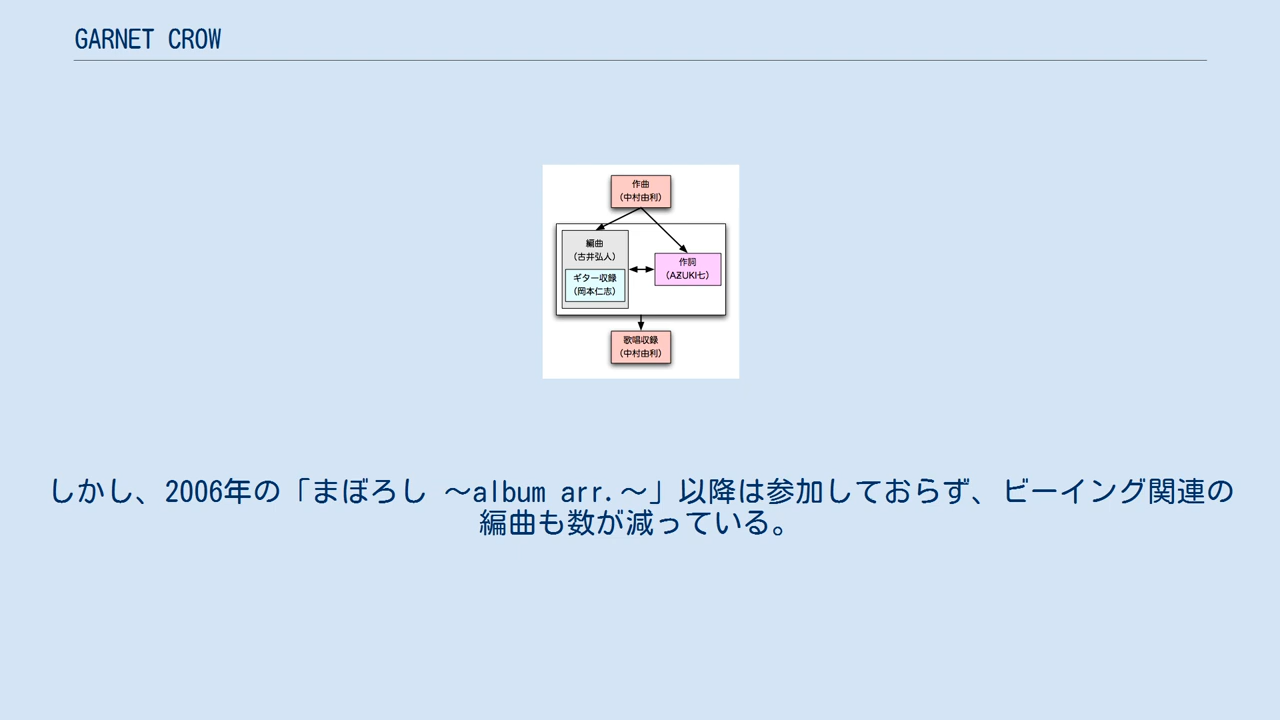 GARNET CROW
作曲
（中村由利）
編曲
（古井弘人）
ギター収録
（岡本仁志）
作詞
（AZUKI七）
歌唱収録
（中村由利）
しかし、2006年の「まぼろし ～album arr.～」以降は参加しておらず、ビーイング関連の
編曲も数が減っている。